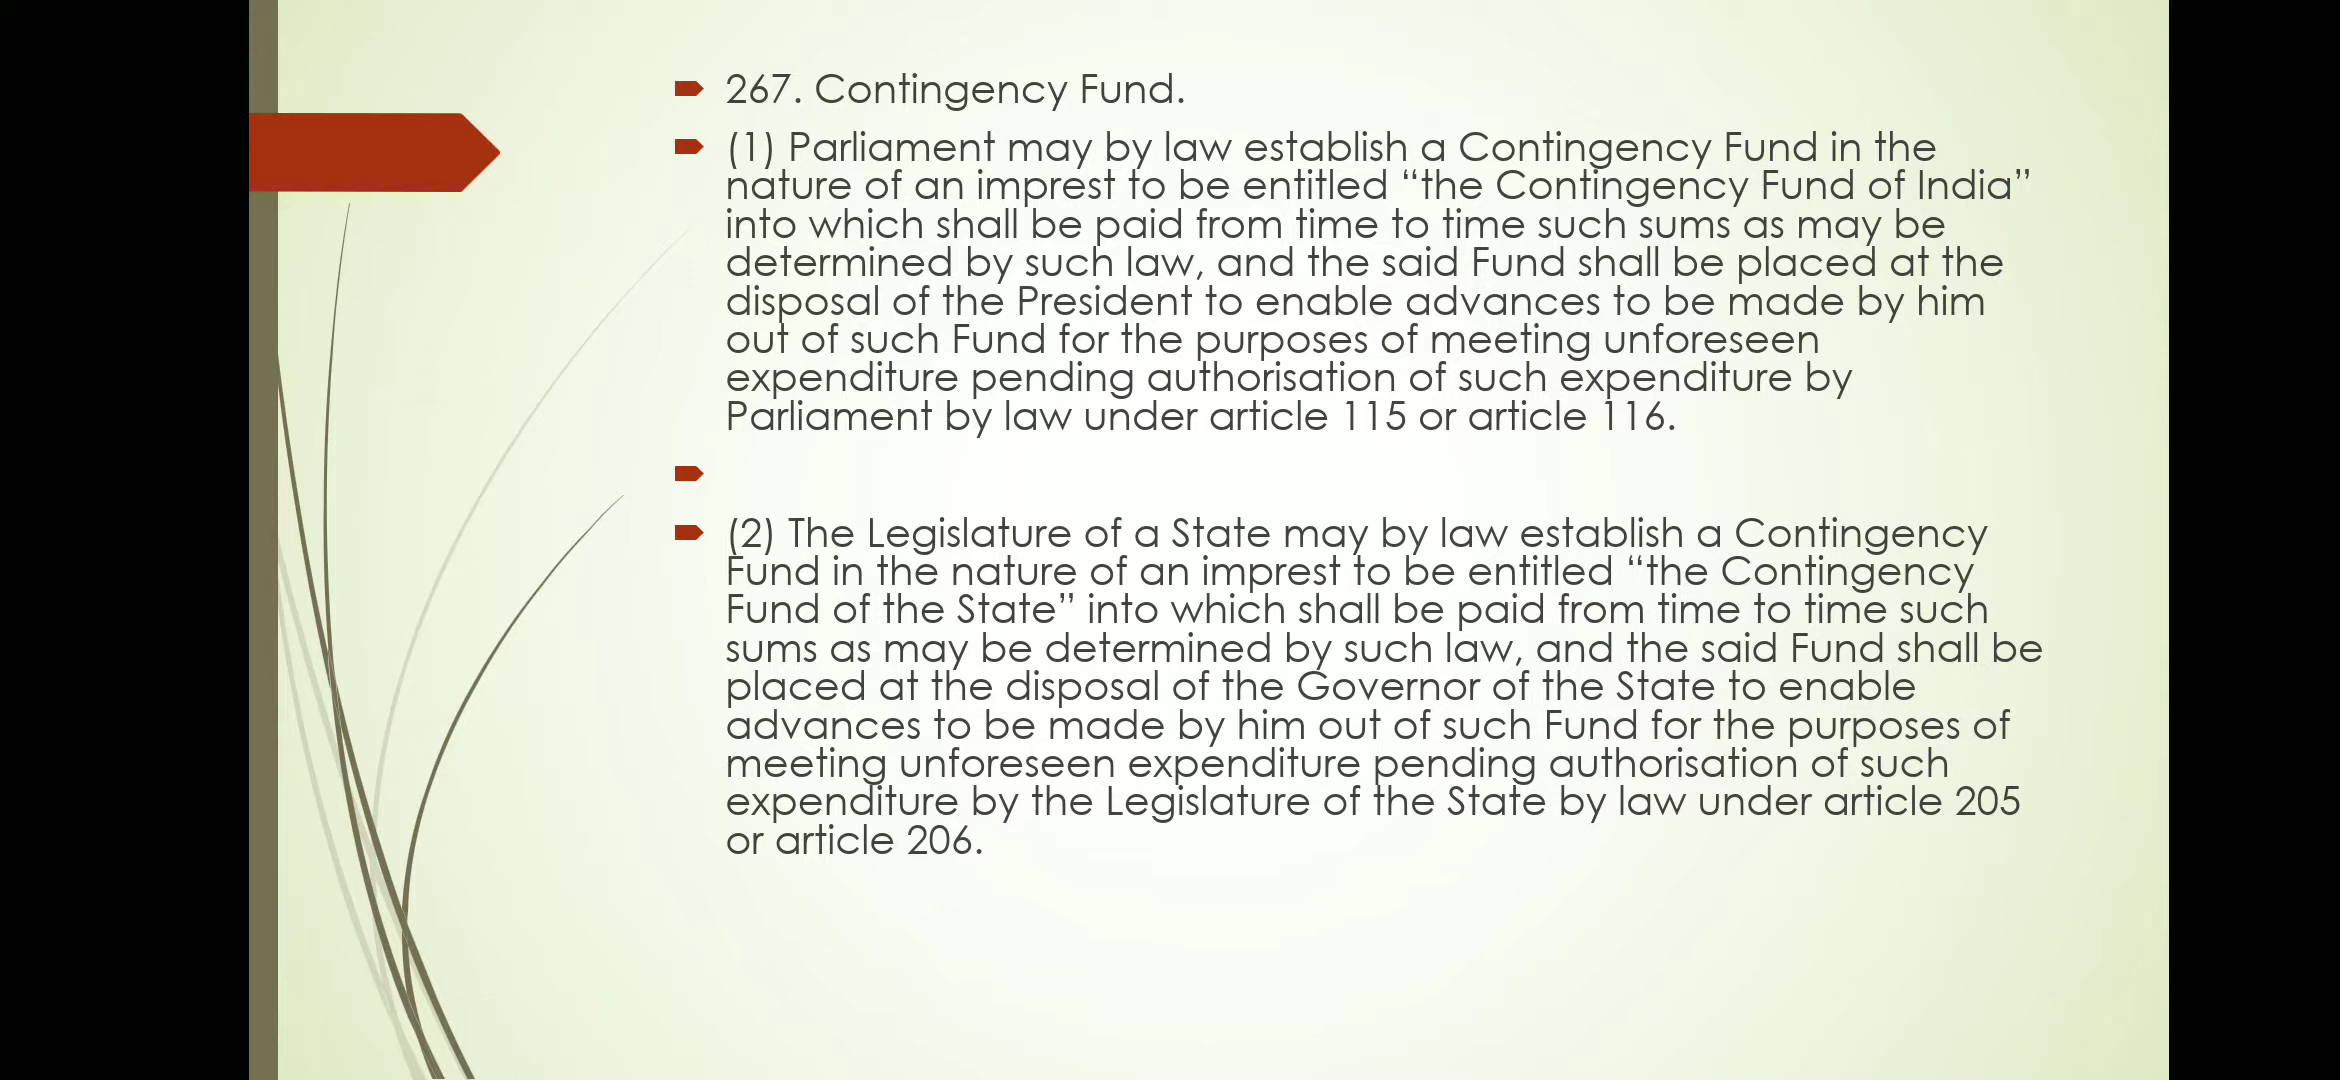 267. Contingency Fund.
(1) Parliament may by law establish a Contingency Fund in the
nature of an imprest to be entitled “the Contingency Fund of India”
into which shall be paid from time to time such sums as may be
determined by such law, and the said Fund shall be placed at the
disposal of the President to enable advances to be made by him
out of such Fund for the purposes of meeting unforeseen
expenditure pending authorisation of such expenditure by
Parliament by law under article 115 or article 116.
(2) The Legislature of a State may by law establish a Contingency
Fund in the nature of an imprest to be entitled “the Contingency
Fund of the State” into which shall be paid from time to time such
sums as may be determined by such law, and the said Fund shall be
placed at the disposal of the Governor of the State to enable
advances to be made by him out of such Fund for the purposes of
meeting unforeseen expenditure pending authorisation of such
expenditure by the Legislature of the State by law under article 205
or article 206.